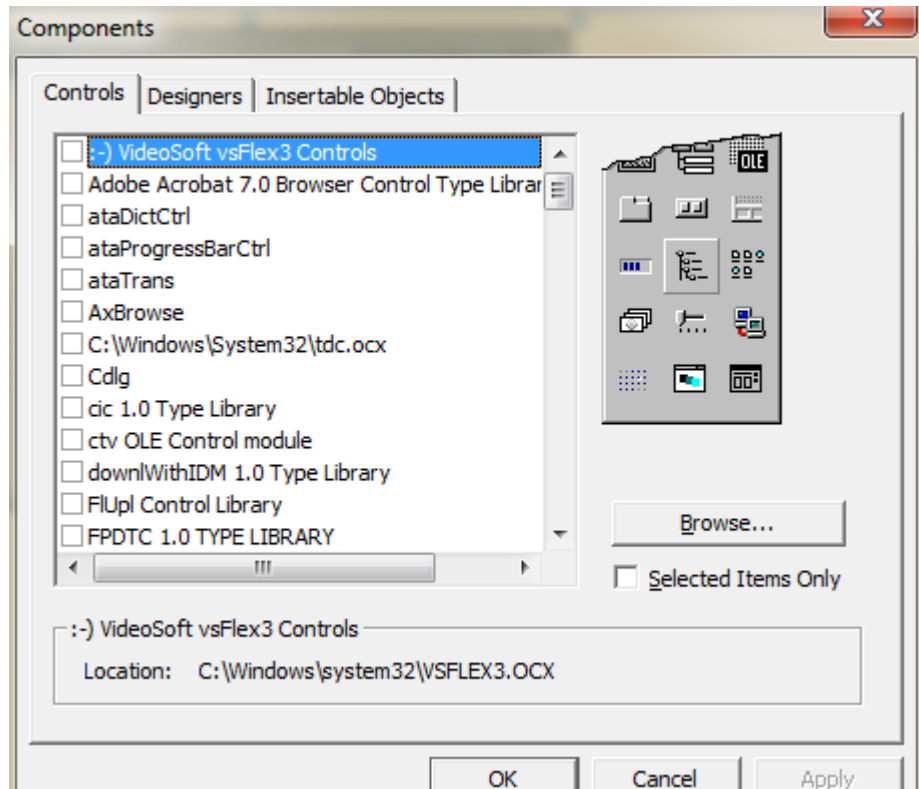 Components
Controls
Designers
Insertable Objects
:-) VideoSoft vsFlex3 Controls
Adobe Acrobat 7.0 Browser Control Type Librar
ataDictCtrl
ataProgressBarCtrl
ataTrans
AxBrowse
C:\Windows\System32\tdc.ocx
Cdlg
cic 1.0 Type Library
ctv OLE Control module
downlWithIDM 1.0 Type Library
FlUpl Control Library
FPDTC 1.0 TYPE LIBRARY
OLE
Browse...
Selected Items Only
:-) VideoSoft vsFlex3 Controls
Location: C:\Windows\system32\VSFLEX3.OCX
OK
Cancel
Apply